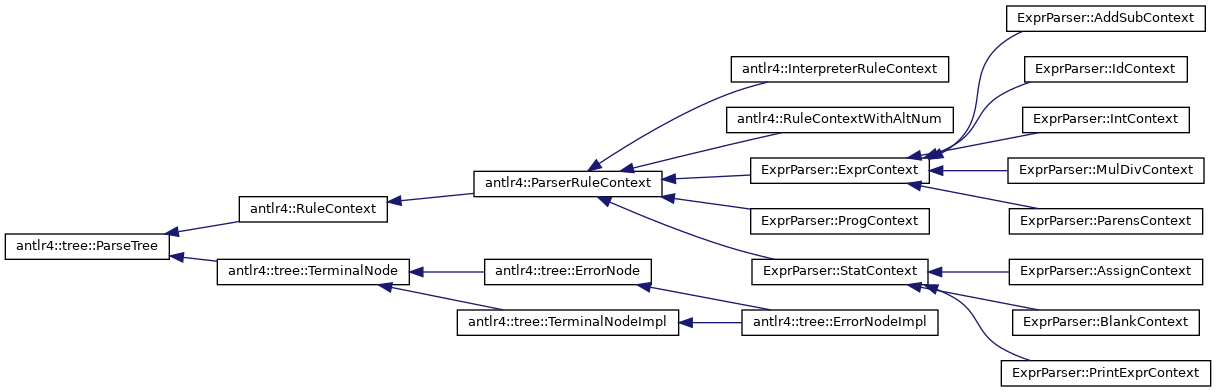 ExprParser::AddSubContext
antlr4::InterpreterRuleContext
ExprParser::IdContext
antlr4::RuleContextWithAltNum
ExprParser::IntContext
ExprParser::ExprContext
ExprParser::MulDivContext
antlr4::ParserRuleContext
antlr4::RuleContext
ExprParser::ProgContext
ExprParser::ParensContext
antlr4::tree::ParseTree
antlr4::tree::TerminalNode
antlr4::tree::ErrorNode
ExprParser::StatContext
ExprParser::AssignContext
antlr4::tree::TerminalNodeImpl
antlr4::tree::ErrorNodeImpl
ExprParser::BlankContext
ExprParser::PrintExprContext